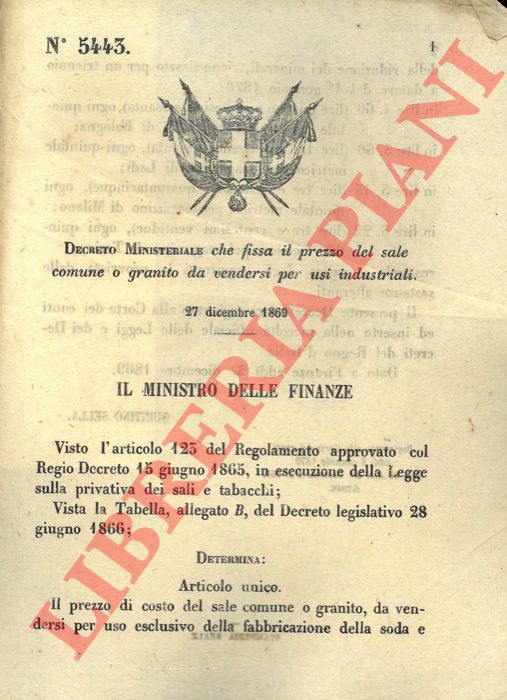 N° 5443.
1
DECRETO MINISTERIALE che fissa il prezzo del sale
comune o granito da vendersi per usi industriali.
27 dicembre 1869
IL MINISTRO DELLE FINANZE
Visto l'articolo 123 del Regolamento approvato col
Regio Decreto 15 giugno 1865, in esecuzione della Legge
sulla privativa dei sali e tabacchi;
Vista la Tabella, allegato B, del Decreto legislativo 28
giugno 1866;
DETERMINA:
Articolo unico.
Il prezzo di costo del sale comune o granito, da ven-
dersi per uso esclusivo della fabbricazione della soda e
LIBRERIA PIANI